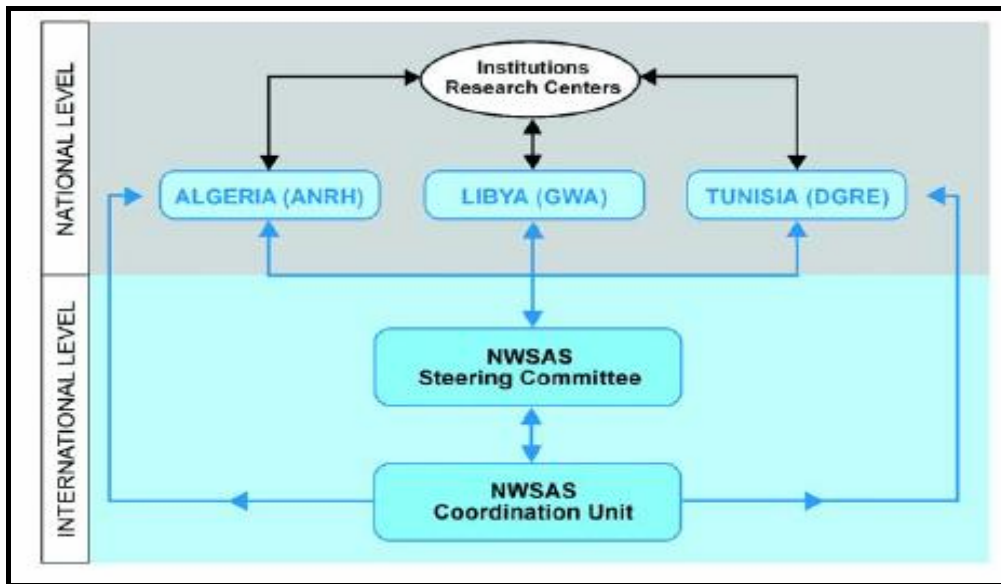 NATIONAL LEVEL
Institutions
Research Centers
ALGERIA (ANRH)
LIBYA (GWA)
TUNISIA (DGRE)
INTERNATIONAL LEVEL
NWSAS
Steering Committee
NWSAS
Coordination Unit